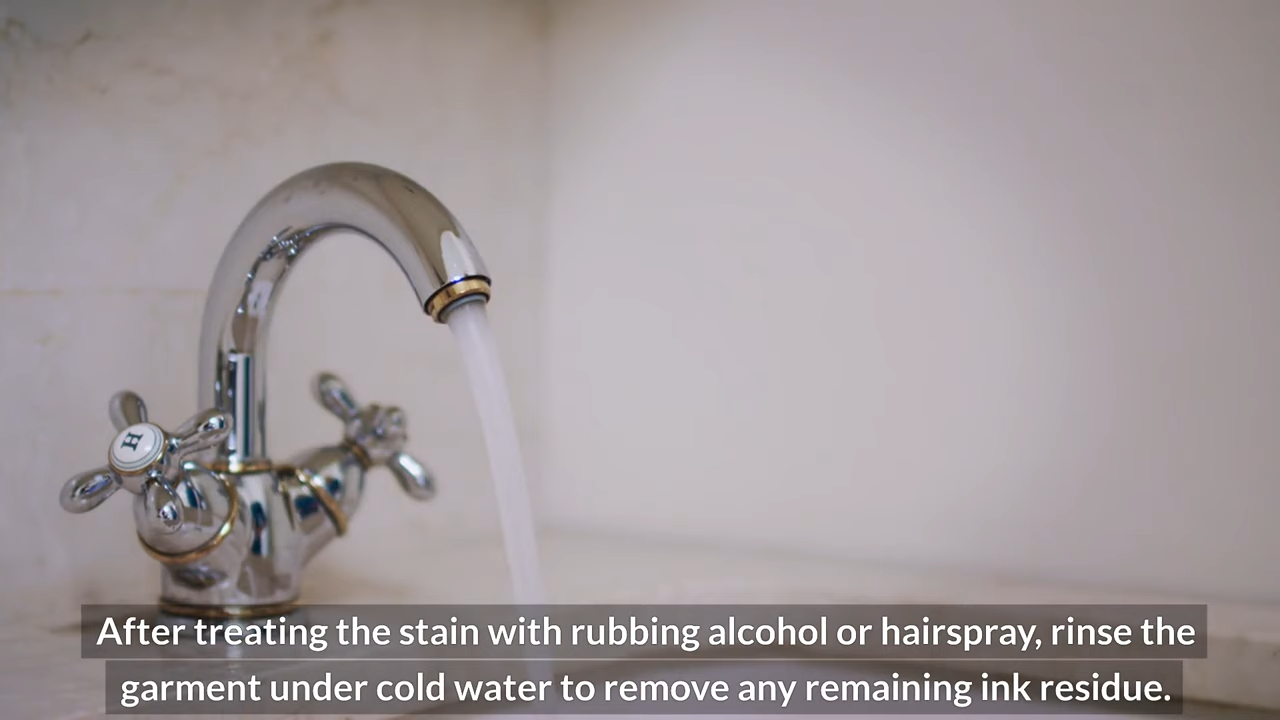 H
After treating the stain with rubbing alcohol or hairspray, rinse the
garment under cold water to remove any remaining ink residue.